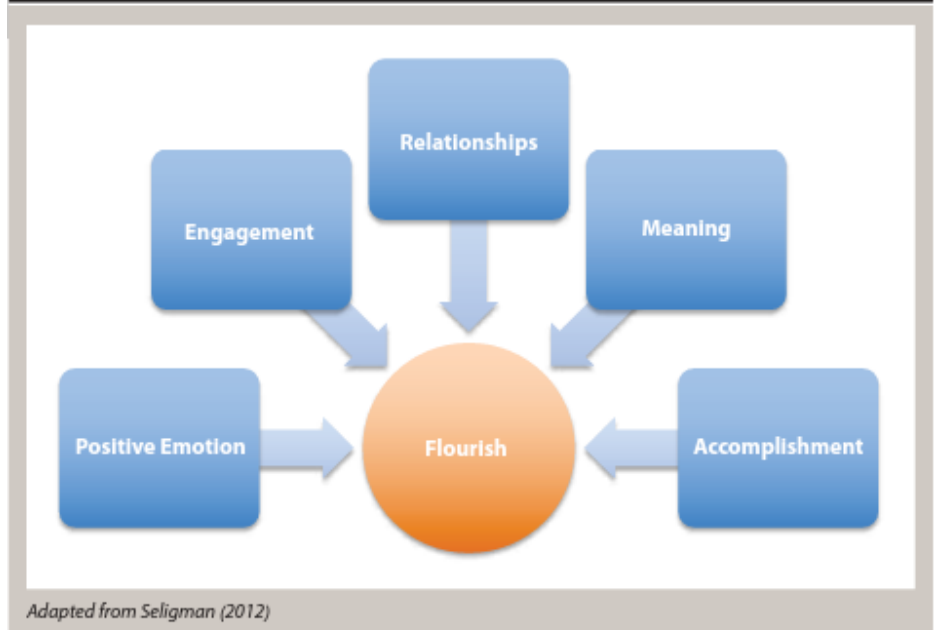 Relationships
Engagement
Meaning
Positive Emotion
Flourish
Accomplishment
Adapted from Seligman (2012)